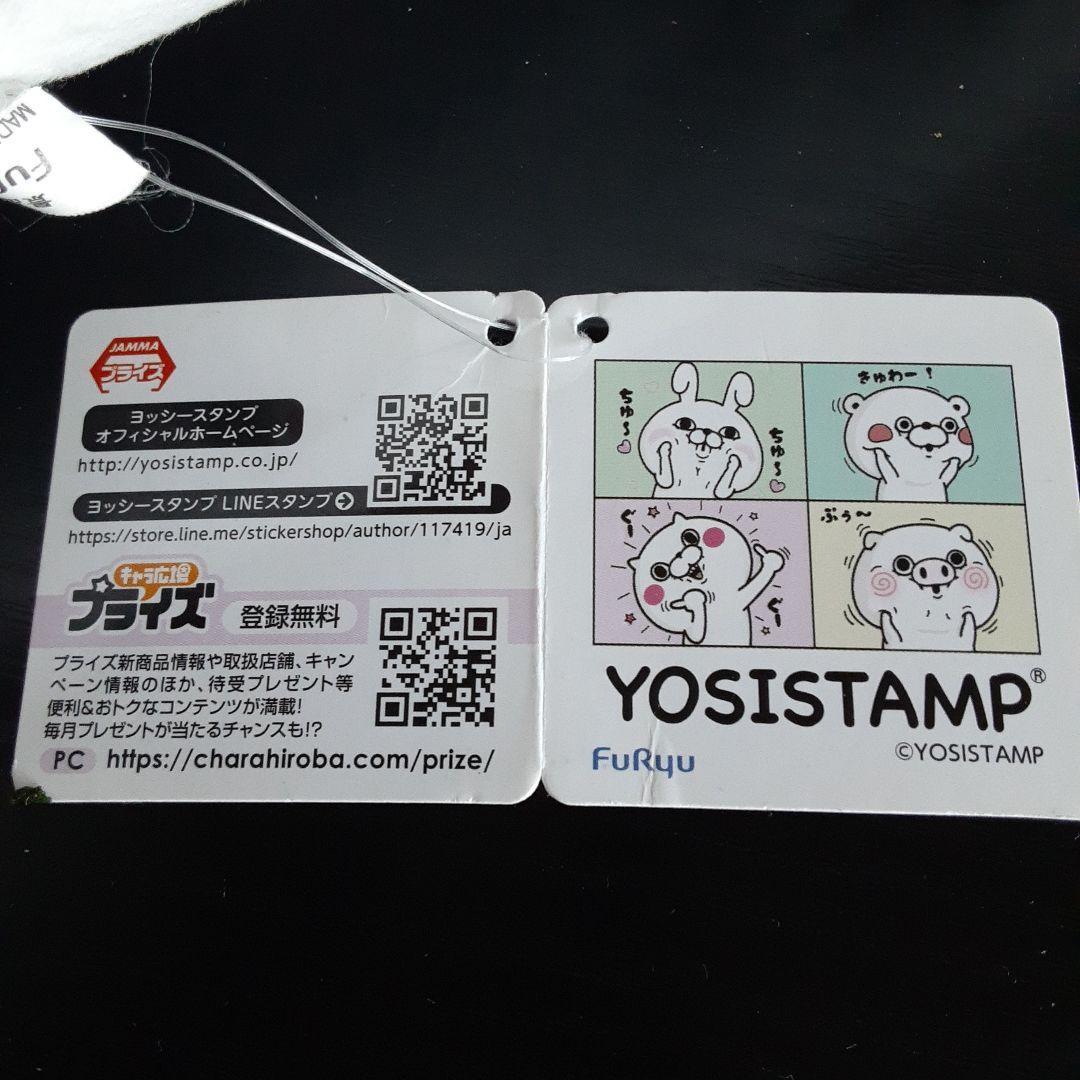 JAMMA
プライズ
ヨッシースタンプ
オフィシャルホームページ
http://yosistamp.co.jp/
ヨッシースタンプ LINEスタンプ
https://store.line.me/stickershop/author/117419/ja
キャラ広場
プライズ
登録無料
プライズ新商品情報や取扱店舗、キャン
ペーン情報のほか、待受プレゼント等
便利&おトクなコンテンツが満載!
毎月プレゼントが当たるチャンスも!?
PC https://charahiroba.com/prize/
ちゅ〜
ちゅ〜
きゅわー!
ぐー
ぐー
ぷぅ〜
YOSISTAMP®
©YOSISTAMP
FuRyu